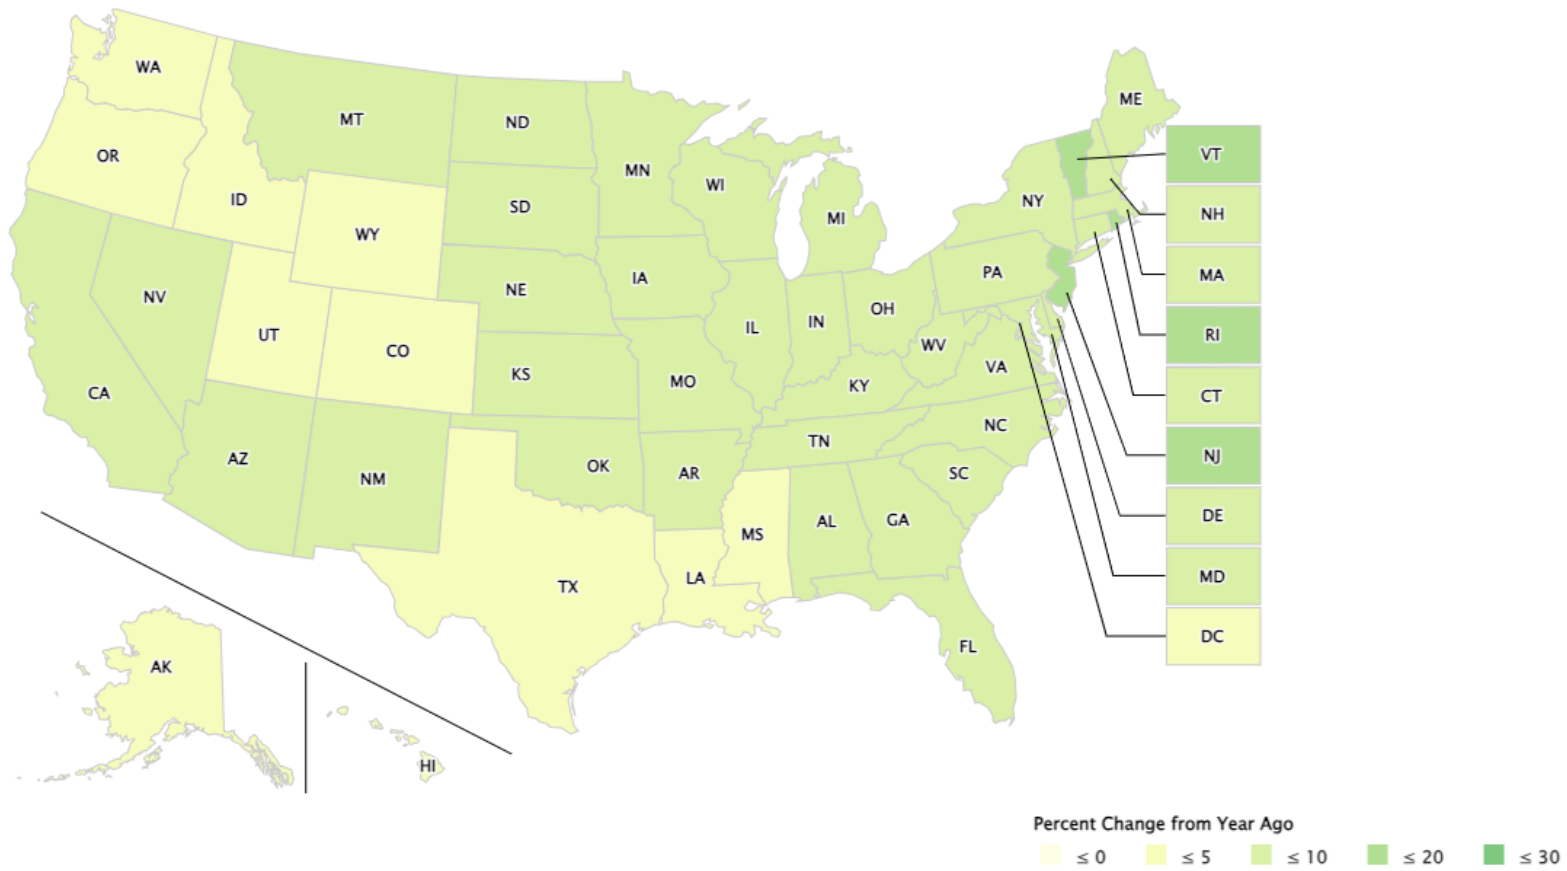 WA
ME
MT
ND
OR
VT
MN
WI
ID
NY
SD
NH
MI
WY
PA
MA
IA
NE
NV
OH
IN
IL
UT
RI
WV
CO
VA
KS
MO
KY
CA
CT
NC
TN
AZ
NJ
OK
SC
AR
NM
DE
GA
AL
MS
MD
LA
TX
DC
FL
AK
HI
Percent Change from Year Ago
≤ 0 ≤ 5 ≤ 10 ≤ 20 ≤ 30